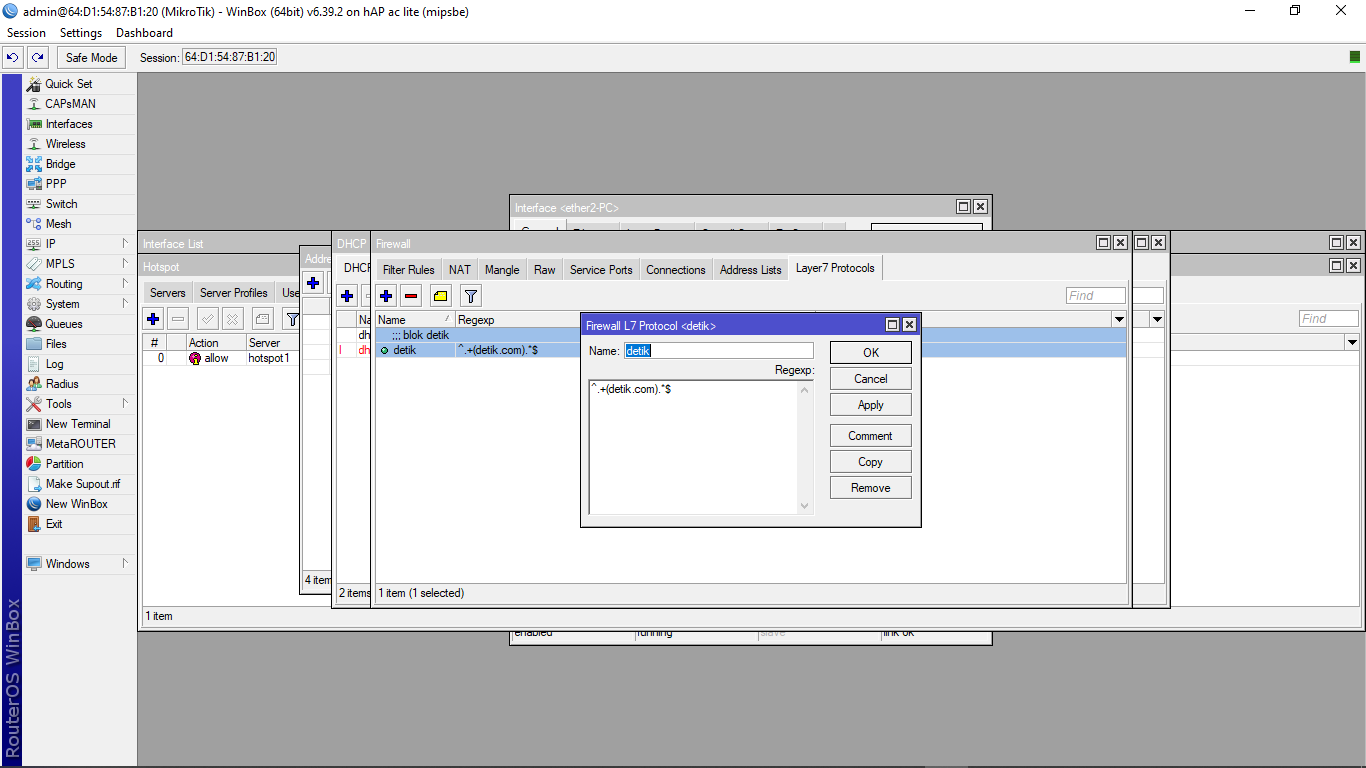 admin@64:D1:54:87:B1:20 (MikroTik) - WinBox (64bit) v6.39.2 on hAP ac lite (mipsbe)
Session Settings Dashboard
Safe Mode Session: 64:D1:54:87:B1:20
Quick Set
CAPsMAN
Interfaces
Wireless
Bridge
PPP
Switch
Mesh
IP
MPLS
Routing
System
Queues
Files
Log
Radius
Tools
New Terminal
MetaROUTER
Partition
Make Supout.rif
New WinBox
Exit
Windows
RouterOS WinBox
Interface <ether2-PC>
Interface List
Hotspot
Servers Server Profiles
# Action Server
0 allow hotspot1
1 item
4 item
DHCP
2 items
Firewall
Filter Rules NAT Mangle Raw Service Ports Connections Address Lists Layer7 Protocols
Find
Name Regexp
;;; blok detik
detik ^.+(detik.com).*$
1 item (1 selected)
Firewall L7 Protocol <detik>
Name: detik
Regexp:
^.+(detik.com).*$
OK
Cancel
Apply
Comment
Copy
Remove
Find
enabled running slave link ok